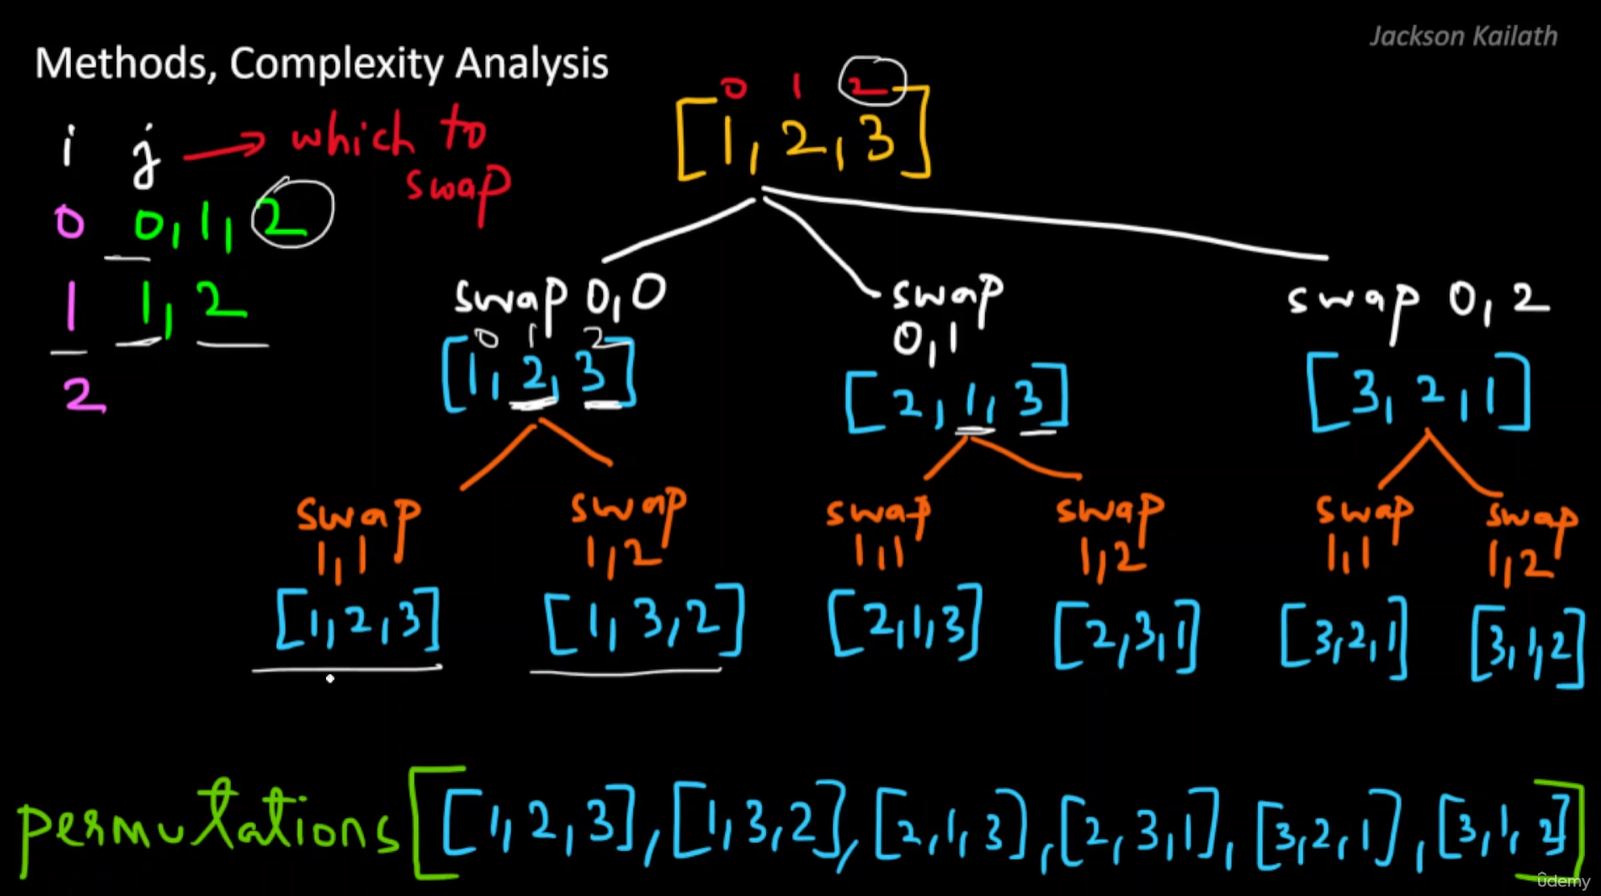 Jackson Kailath
Methods, Complexity Analysis
0 1 2
[1, 2, 3]
i j → which to swap
0 0, 1, 2
1 1, 2
2
swap 0,0
0 1 2
[1, 2, 3]
swap
0,1
[2, 1, 3]
swap 0, 2
[3, 2, 1]
swap
1,1
[1, 2, 3]
swap
1,2
[1, 3, 2]
swap
1,1
[2, 1, 3]
swap
1,2
[2, 3, 1]
swap
1,1
[3, 2, 1]
swap
1,2
[3, 1, 2]
permutations [[1, 2, 3], [1, 3, 2], [2, 1, 3], [2, 3, 1], [3, 2, 1], [3, 1, 2]]
ûdemy